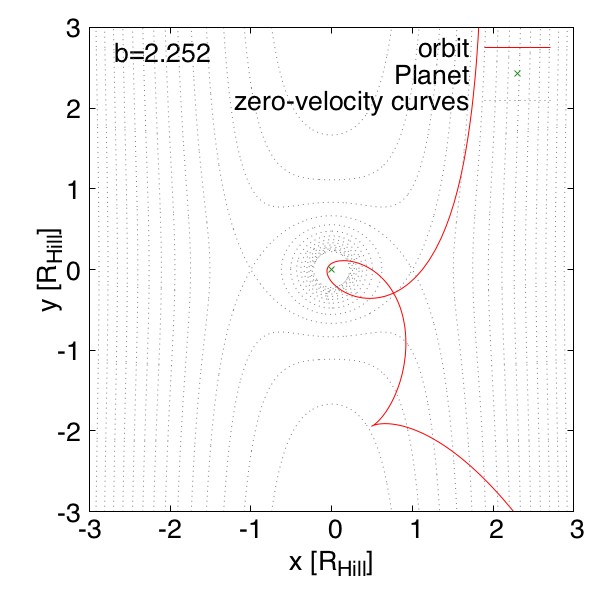 b=2.252
orbit
Planet
zero-velocity curves
3
2
1
0
-1
-2
-3
y [R_Hill]
-3 -2 -1 0 1 2 3
x [R_Hill]